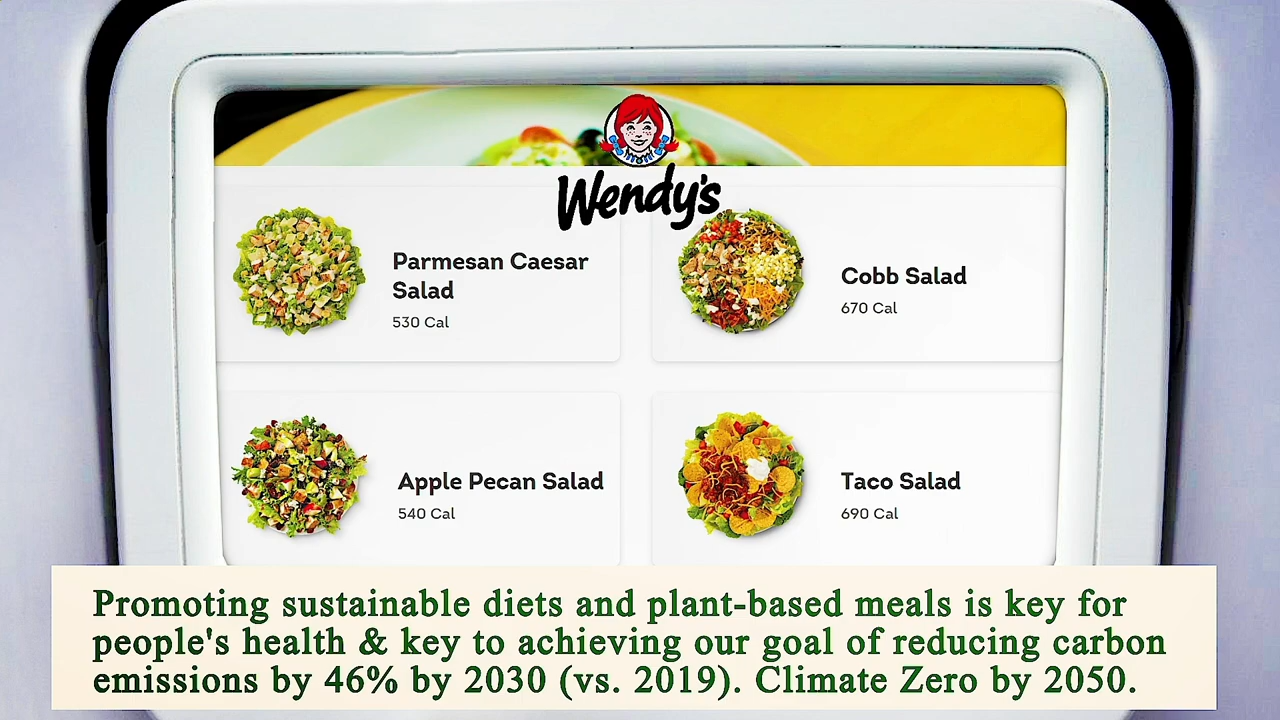 Wendy's
Parmesan Caesar
Salad
530 Cal
Cobb Salad
670 Cal
Apple Pecan Salad
540 Cal
Taco Salad
690 Cal
Promoting sustainable diets and plant-based meals is key for
people's health & key to achieving our goal of reducing carbon
emissions by 46% by 2030 (vs. 2019). Climate Zero by 2050.